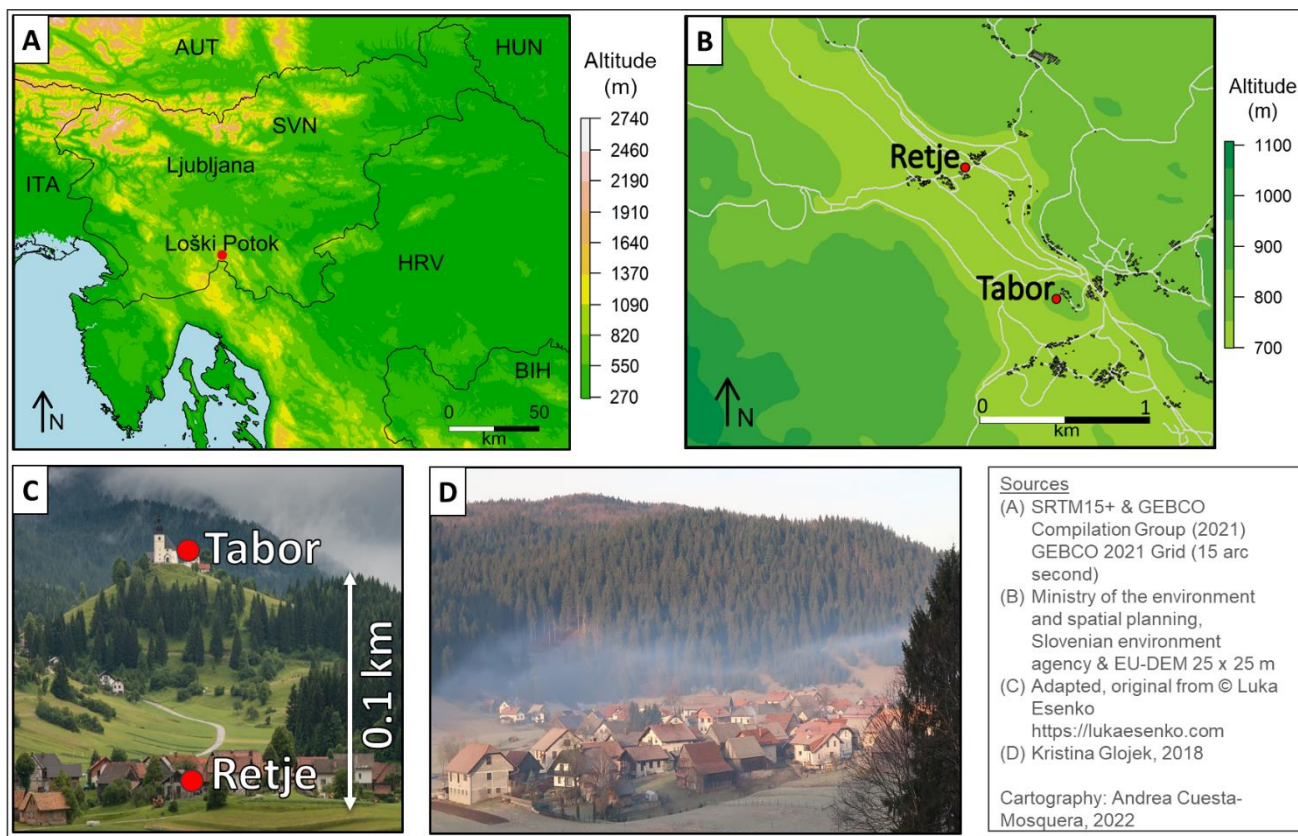 A
AUT
HUN
SVN
Ljubljana
ITA
Loški Potok
HRV
BIH
N
0 50
km
Altitude
(m)
2740
2460
2190
1910
1640
1370
1090
820
550
270
B
Retje
Tabor
N
0 1
km
Altitude
(m)
1100
1000
900
800
700
C
Tabor
0.1 km
Retje
D
Sources
(A) SRTM15+ & GEBCO
Compilation Group (2021)
GEBCO 2021 Grid (15 arc
second)
(B) Ministry of the environment
and spatial planning,
Slovenian environment
agency & EU-DEM 25 x 25 m
(C) Adapted, original from © Luka
Esenko
https://lukaesenko.com
(D) Kristina Glojek, 2018
Cartography: Andrea Cuesta-
Mosquera, 2022